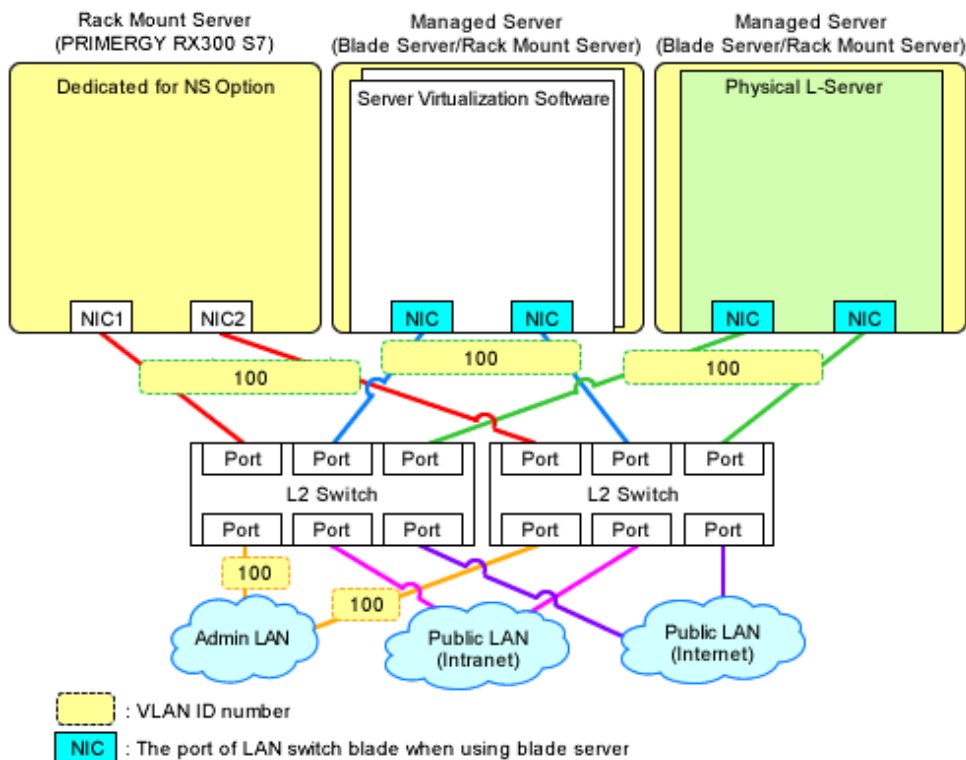 Rack Mount Server
(PRIMERGY RX300 S7)
Managed Server
(Blade Server/Rack Mount Server)
Managed Server
(Blade Server/Rack Mount Server)
Dedicated for NS Option
Server Virtualization Software
Physical L-Server
NIC1
NIC2
NIC
NIC
NIC
NIC
100
100
100
Port
Port
Port
Port
Port
Port
L2 Switch
L2 Switch
Port
Port
Port
Port
Port
Port
100
100
Admin LAN
Public LAN
(Intranet)
Public LAN
(Internet)
: VLAN ID number
NIC : The port of LAN switch blade when using blade server